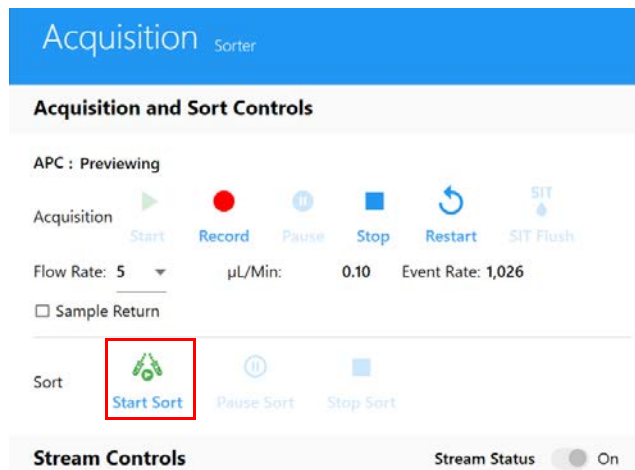 Acquisition Sorter
Acquisition and Sort Controls
APC : Previewing
SIT
Acquisition
Start Record Pause Stop Restart SIT Flush
Flow Rate: 5 µL/Min: 0.10 Event Rate: 1,026
Sample Return
Sort
Start Sort Pause Sort Stop Sort
Stream Controls Stream Status On